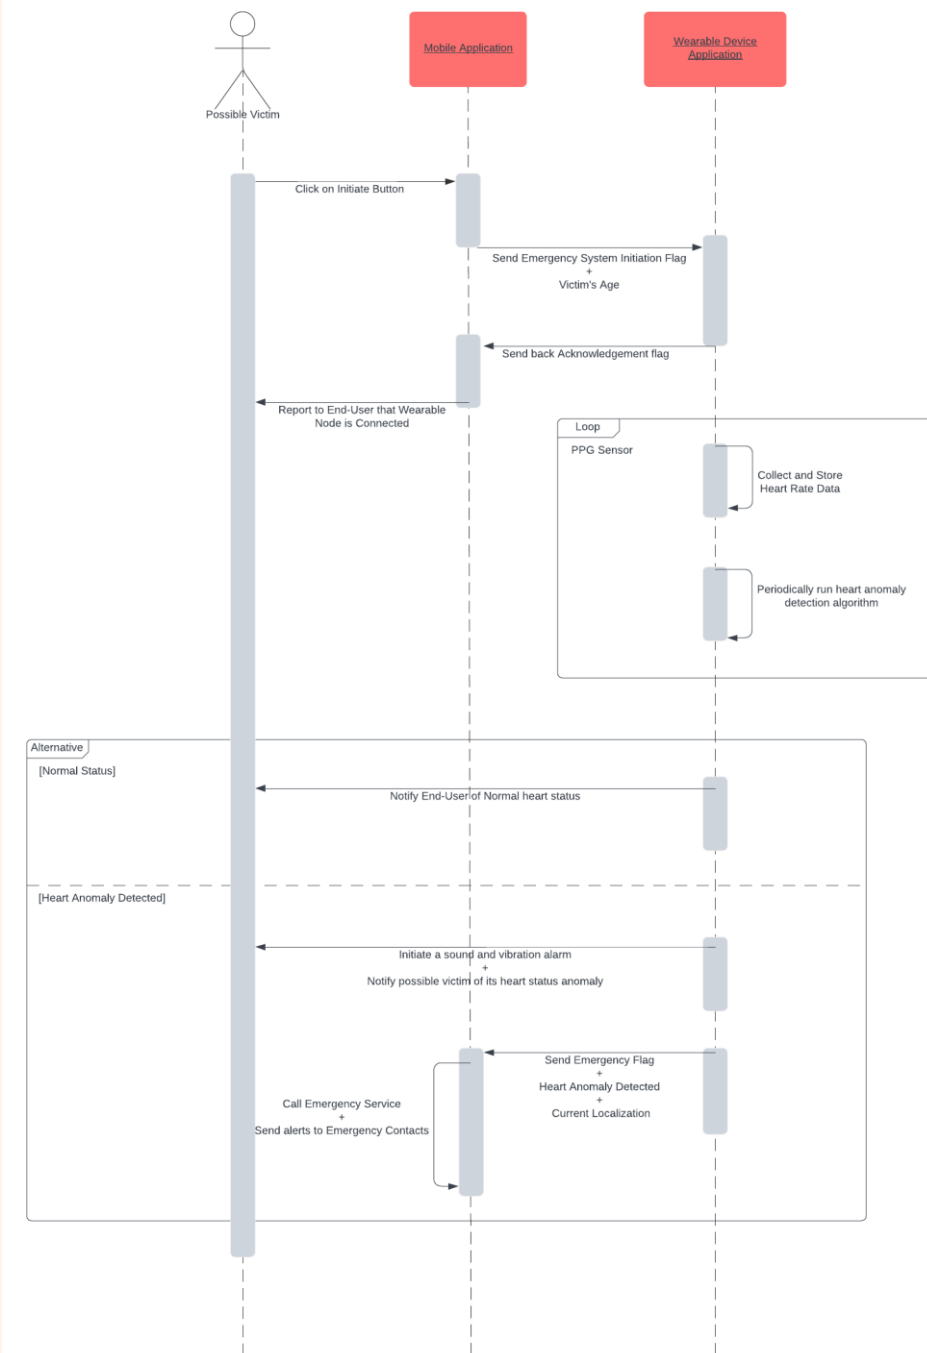 Mobile Application
Wearable Device
Application
Possible Victim
Click on Initiate Button
Send Emergency System Initiation Flag
+
Victim's Age
Send back Acknowledgement flag
Report to End-User that Wearable
Node is Connected
Loop
PPG Sensor
Collect and Store
Heart Rate Data
Periodically run heart anomaly
detection algorithm
Alternative
[Normal Status]
Notify End-User of Normal heart status
[Heart Anomaly Detected]
Initiate a sound and vibration alarm
+
Notify possible victim of its heart status anomaly
Send Emergency Flag
+
Heart Anomaly Detected
+
Current Localization
Call Emergency Service
+
Send alerts to Emergency Contacts